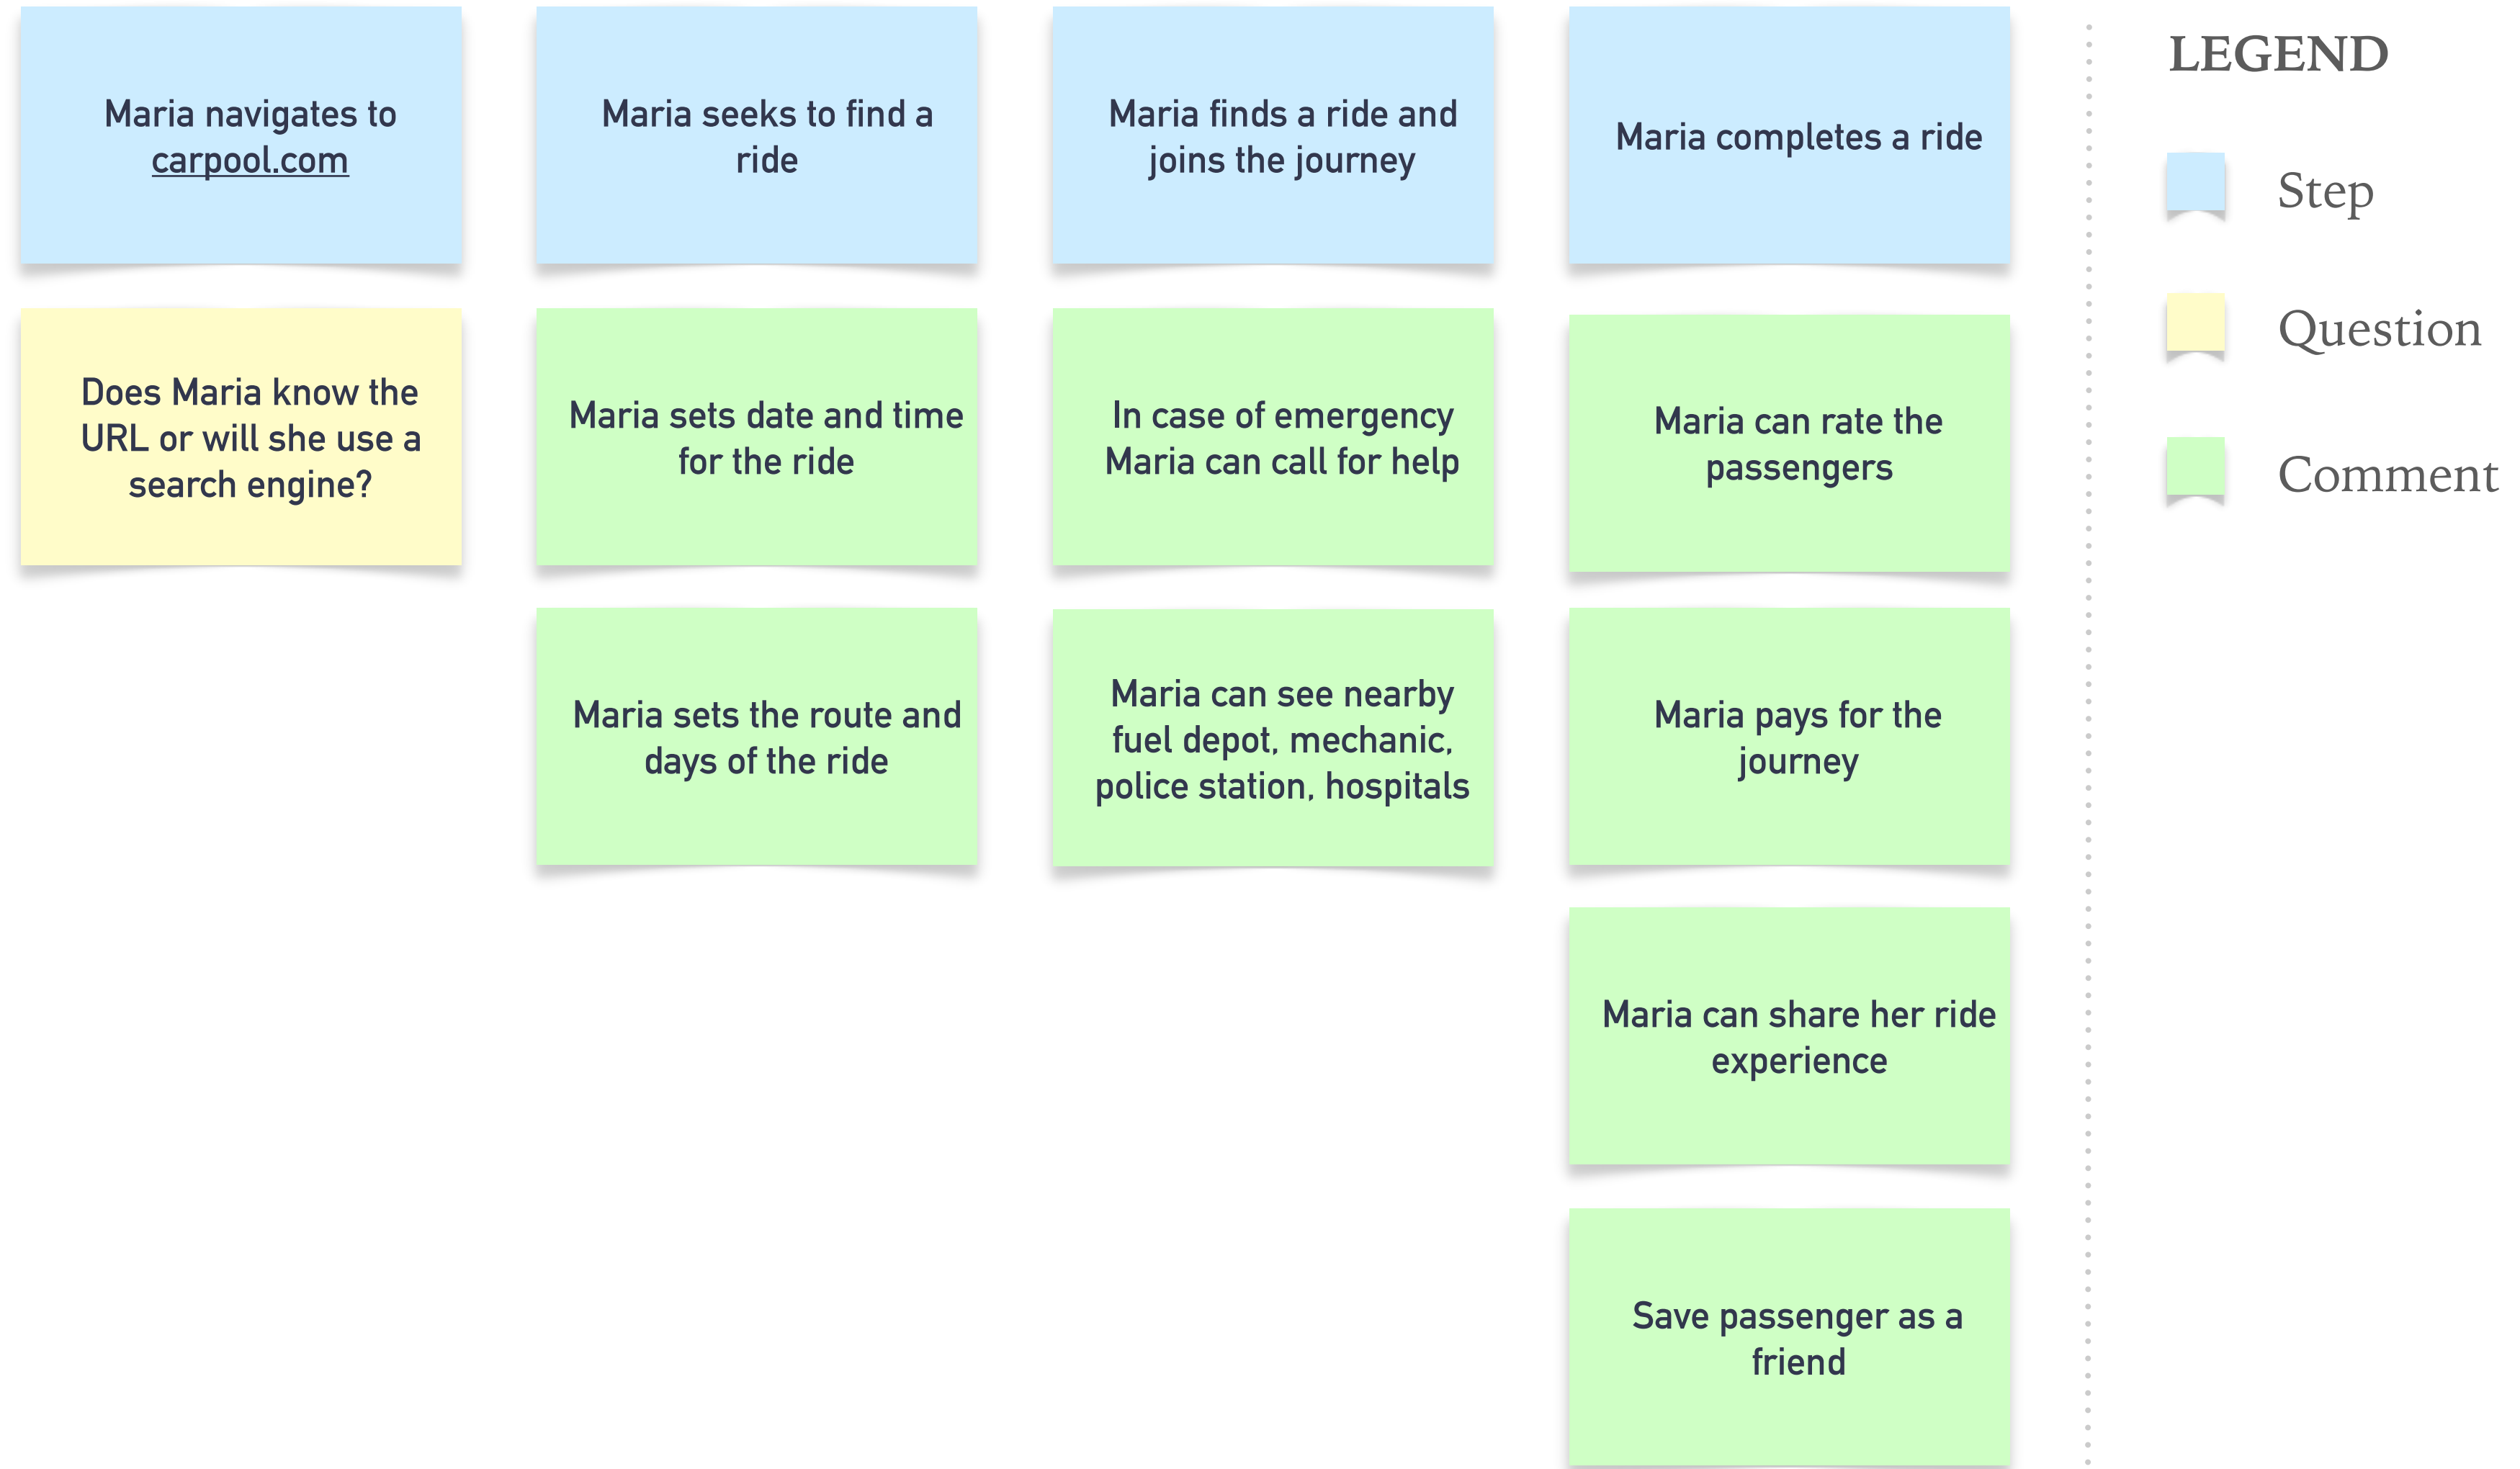 Maria navigates to
carpool.com
Maria seeks to find a
ride
Maria finds a ride and
joins the journey
Maria completes a ride
Does Maria know the
URL or will she use a
search engine?
Maria sets date and time
for the ride
In case of emergency
Maria can call for help
Maria can rate the
passengers
Maria sets the route and
days of the ride
Maria can see nearby
fuel depot, mechanic,
police station, hospitals
Maria pays for the
journey
Maria can share her ride
experience
Save passenger as a
friend
LEGEND
Step
Question
Comment